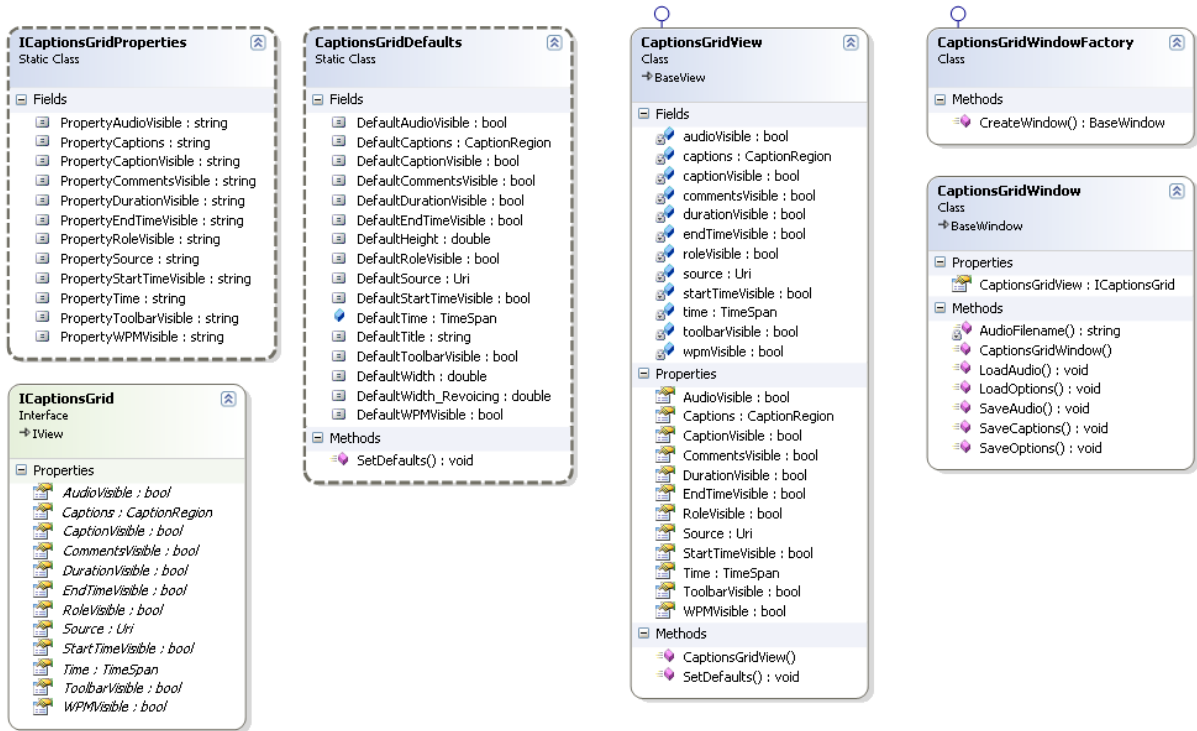 ICaptionsGridProperties
Static Class
Fields
PropertyAudioVisible : string
PropertyCaptions : string
PropertyCaptionVisible : string
PropertyCommentsVisible : string
PropertyDurationVisible : string
PropertyEndTimeVisible : string
PropertyRoleVisible : string
PropertySource : string
PropertyStartTimeVisible : string
PropertyTime : string
PropertyToolbarVisible : string
PropertyWPMVisible : string
ICaptionsGrid
Interface
IView
Properties
AudioVisible : bool
Captions : CaptionRegion
CaptionVisible : bool
CommentsVisible : bool
DurationVisible : bool
EndTimeVisible : bool
RoleVisible : bool
Source : Uri
StartTimeVisible : bool
Time : TimeSpan
ToolbarVisible : bool
WPMVisible : bool
CaptionsGridDefaults
Static Class
Fields
DefaultAudioVisible : bool
DefaultCaptions : CaptionRegion
DefaultCaptionVisible : bool
DefaultCommentsVisible : bool
DefaultDurationVisible : bool
DefaultEndTimeVisible : bool
DefaultHeight : double
DefaultRoleVisible : bool
DefaultSource : Uri
DefaultStartTimeVisible : bool
DefaultTime : TimeSpan
DefaultTitle : string
DefaultToolbarVisible : bool
DefaultWidth : double
DefaultWidth_Revoicing : double
DefaultWPMVisible : bool
Methods
SetDefaults() : void
CaptionsGridView
Class
BaseView
Fields
audioVisible : bool
captions : CaptionRegion
captionVisible : bool
commentsVisible : bool
durationVisible : bool
endTimeVisible : bool
roleVisible : bool
source : Uri
startTimeVisible : bool
time : TimeSpan
toolbarVisible : bool
wpmVisible : bool
Properties
AudioVisible : bool
Captions : CaptionRegion
CaptionVisible : bool
CommentsVisible : bool
DurationVisible : bool
EndTimeVisible : bool
RoleVisible : bool
Source : Uri
StartTimeVisible : bool
Time : TimeSpan
ToolbarVisible : bool
WPMVisible : bool
Methods
CaptionsGridView()
SetDefaults() : void
CaptionsGridWindowFactory
Class
Methods
CreateWindow() : BaseWindow
CaptionsGridWindow
Class
BaseWindow
Properties
CaptionsGridView : ICaptionsGrid
Methods
AudioFilename() : string
CaptionsGridWindow()
LoadAudio() : void
LoadOptions() : void
SaveAudio() : void
SaveCaptions() : void
SaveOptions() : void